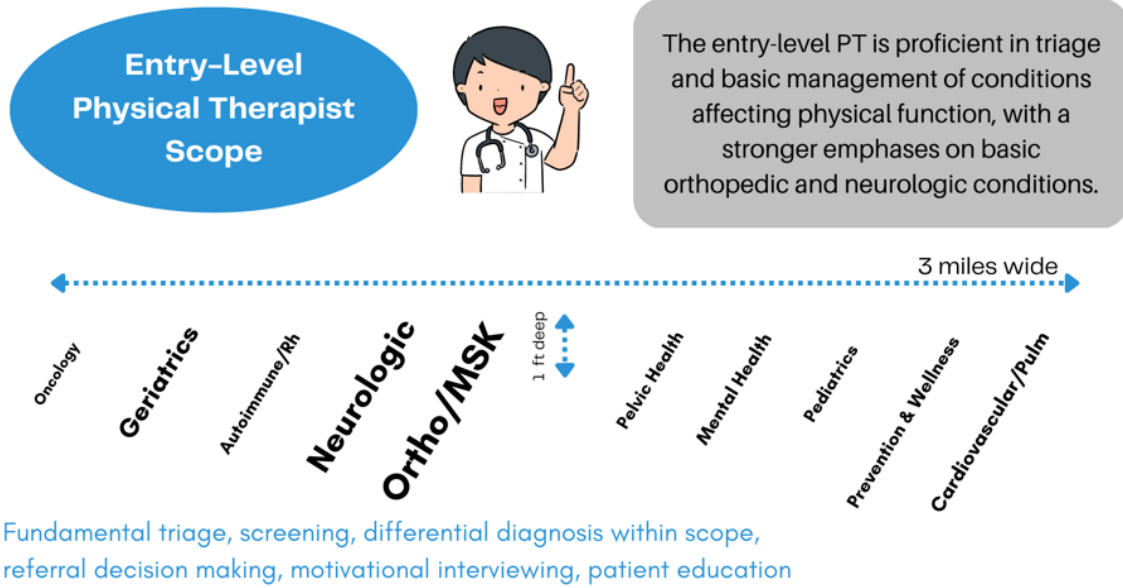 Entry-Level
Physical Therapist
Scope
The entry-level PT is proficient in triage
and basic management of conditions
affecting physical function, with a
stronger emphases on basic
orthopedic and neurologic conditions.
3 miles wide
Oncology
Geriatrics
Autoimmune/Rh
Neurologic
Ortho/MSK
1 ft deep
Pelvic Health
Mental Health
Pediatrics
Prevention & Wellness
Cardiovascular/Pulm
Fundamental triage, screening, differential diagnosis within scope,
referral decision making, motivational interviewing, patient education